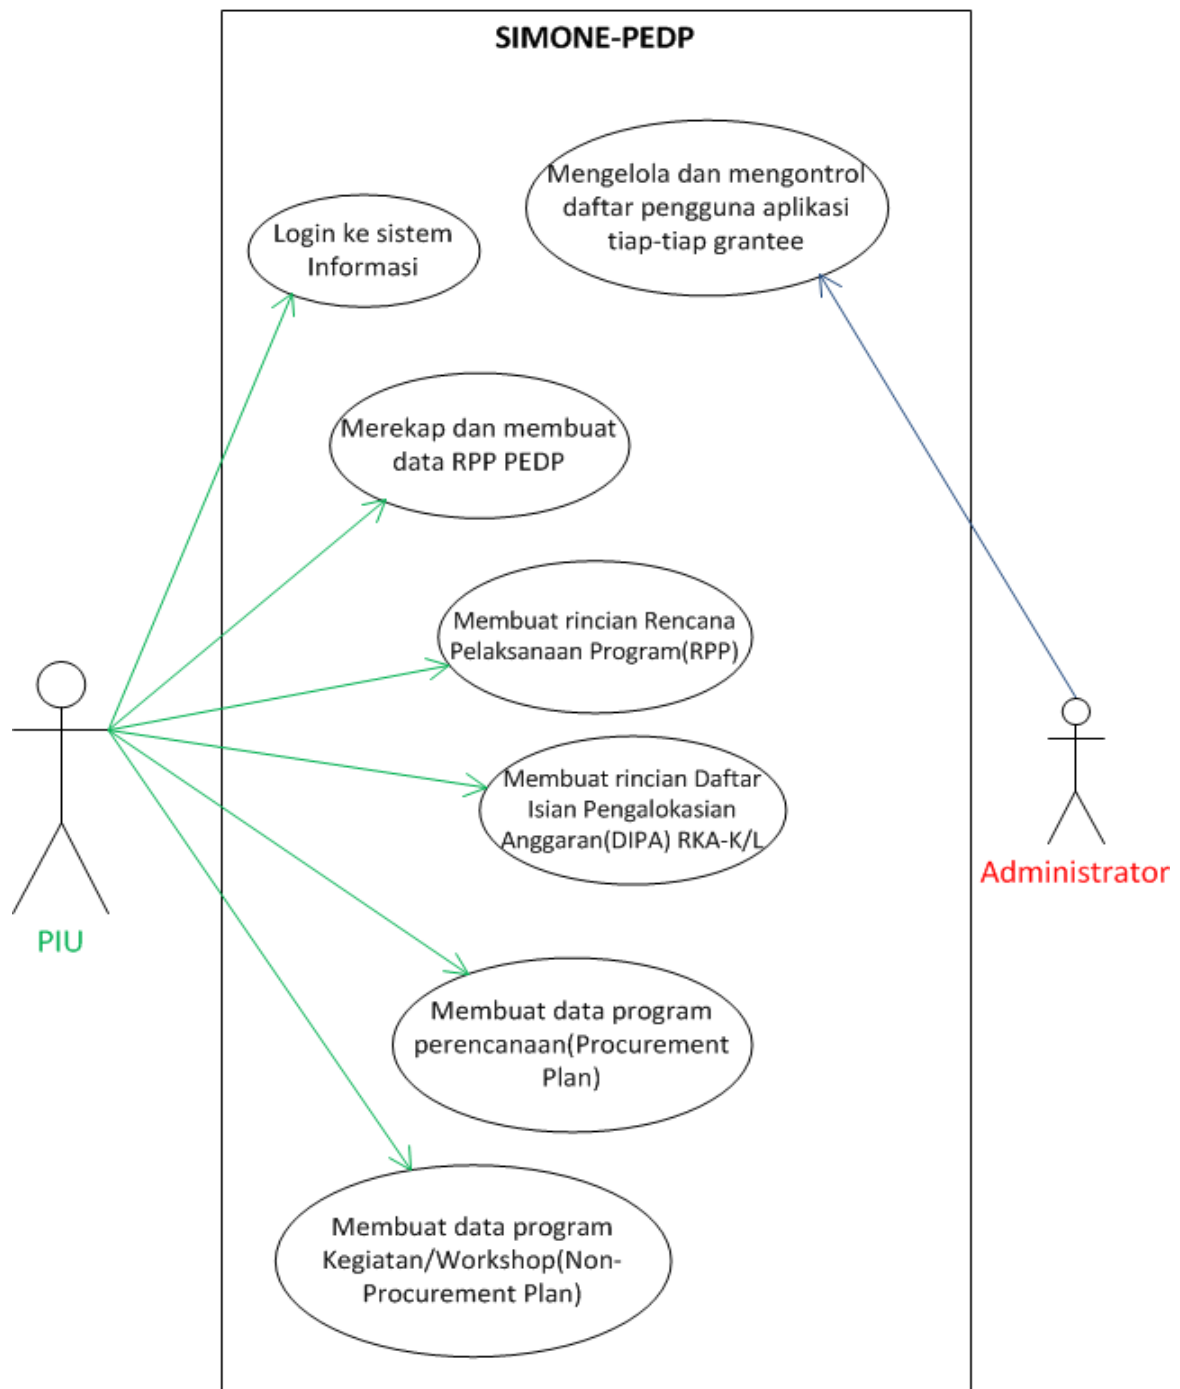 SIMONE-PEDP
Mengelola dan mengontrol
daftar pengguna aplikasi
tiap-tiap grantee
Login ke sistem
Informasi
Merekap dan membuat
data RPP PEDP
Membuat rincian Rencana
Pelaksanaan Program(RPP)
Membuat rincian Daftar
Isian Pengalokasian
Anggaran(DIPA) RKA-K/L
Administrator
PIU
Membuat data program
perencanaan(Procurement
Plan)
Membuat data program
Kegiatan/Workshop(Non-
Procurement Plan)